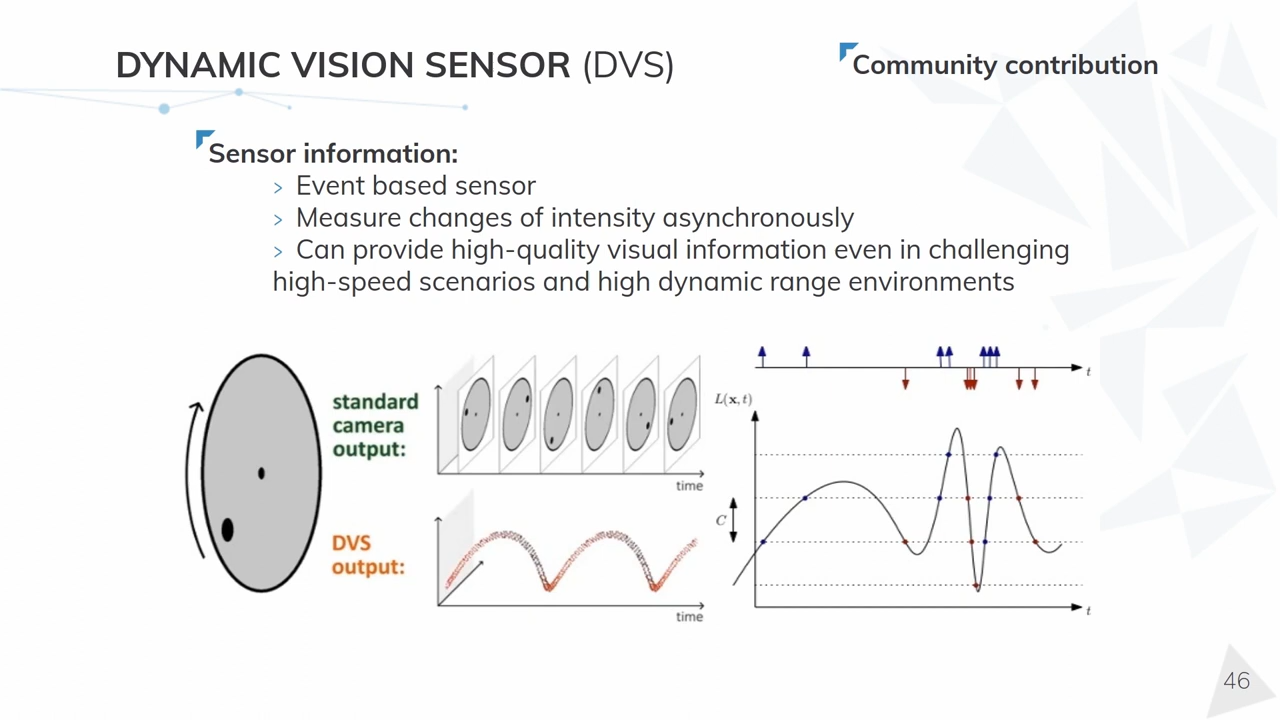 DYNAMIC VISION SENSOR (DVS)
Community contribution
Sensor information:
> Event based sensor
> Measure changes of intensity asynchronously
> Can provide high-quality visual information even in challenging
high-speed scenarios and high dynamic range environments
standard
camera
output:
time
DVS
output:
time
t
L(x, t)
C
t
46